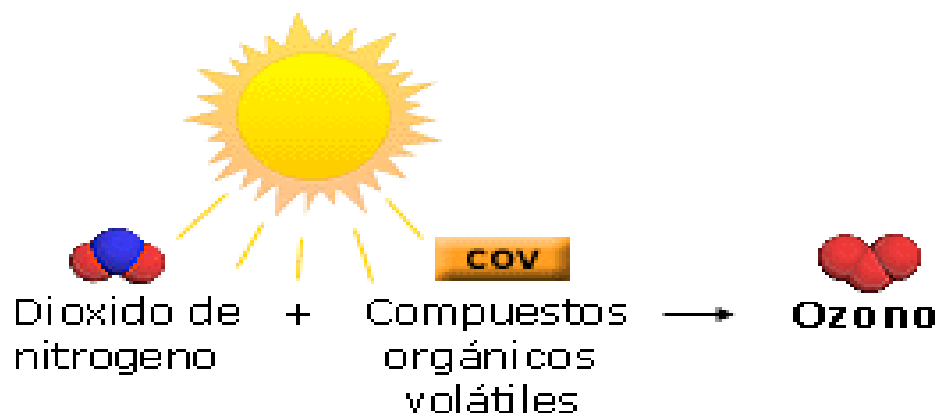 COV
Dioxido de + Compuestos → Ozono
nitrogeno orgánicos
volátiles